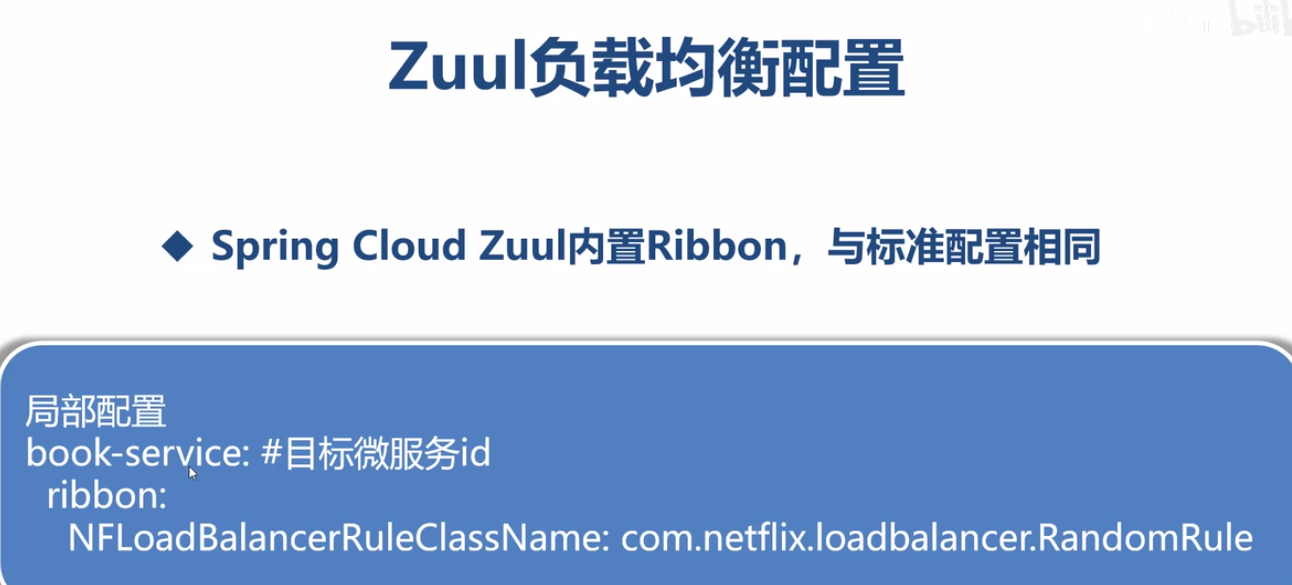 Zuul负载均衡配置
Spring Cloud Zuul内置Ribbon，与标准配置相同
局部配置
book-service: #目标微服务id
ribbon:
NFLoadBalancerRuleClassName: com.netflix.loadbalancer.RandomRule